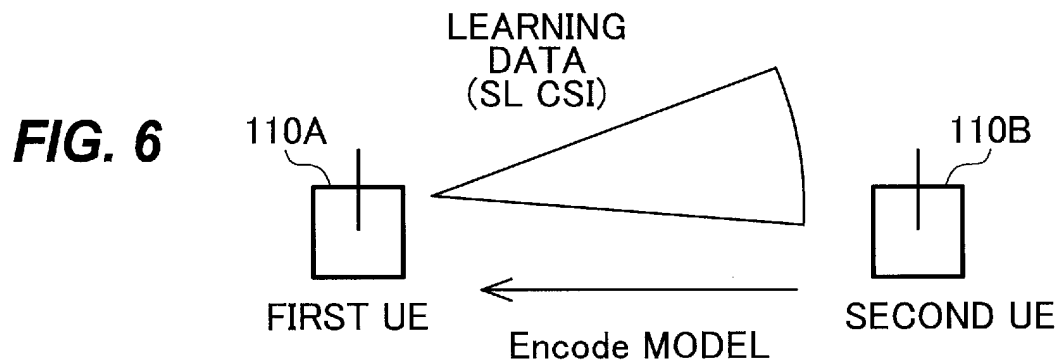 LEARNING
DATA
(SL CSI)
FIG. 6
110A
110B
FIRST UE
SECOND UE
Encode MODEL